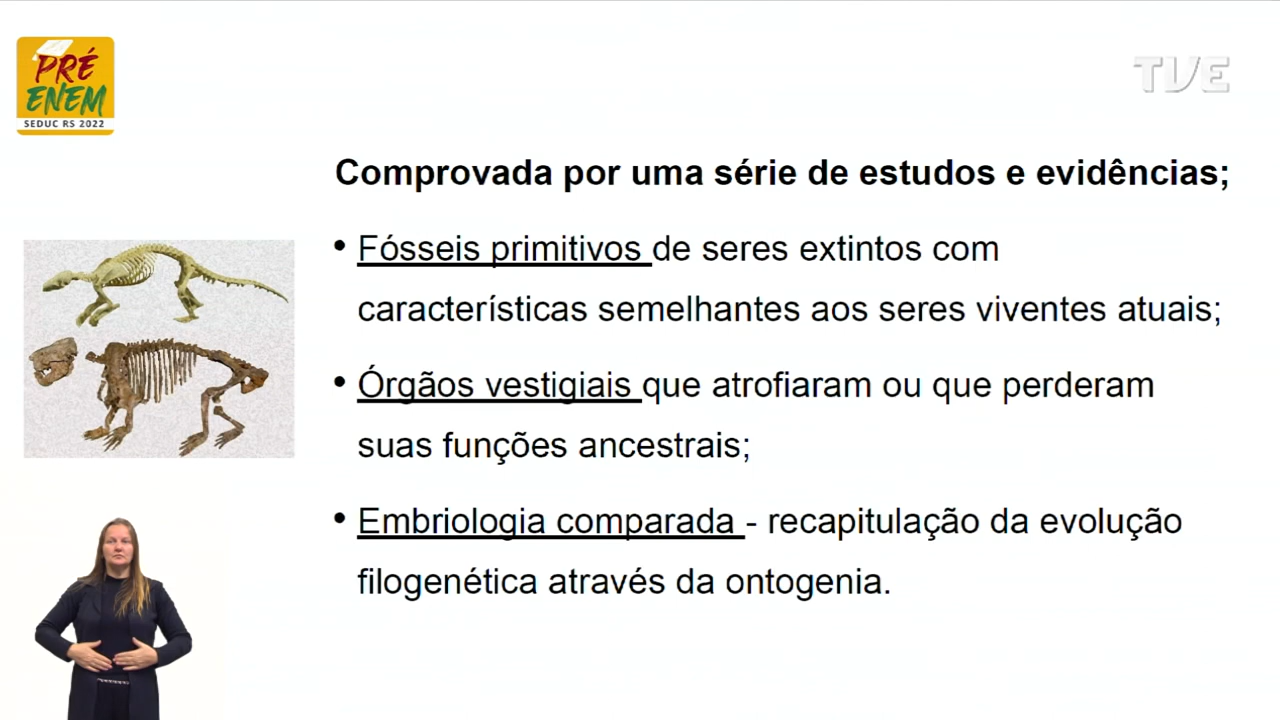 PRÉ
ENEM
SEDUC RS 2022
TVE
Comprovada por uma série de estudos e evidências;
• Fósseis primitivos de seres extintos com
características semelhantes aos seres viventes atuais;
• Órgãos vestigiais que atrofiaram ou que perderam
suas funções ancestrais;
• Embriologia comparada - recapitulação da evolução
filogenética através da ontogenia.